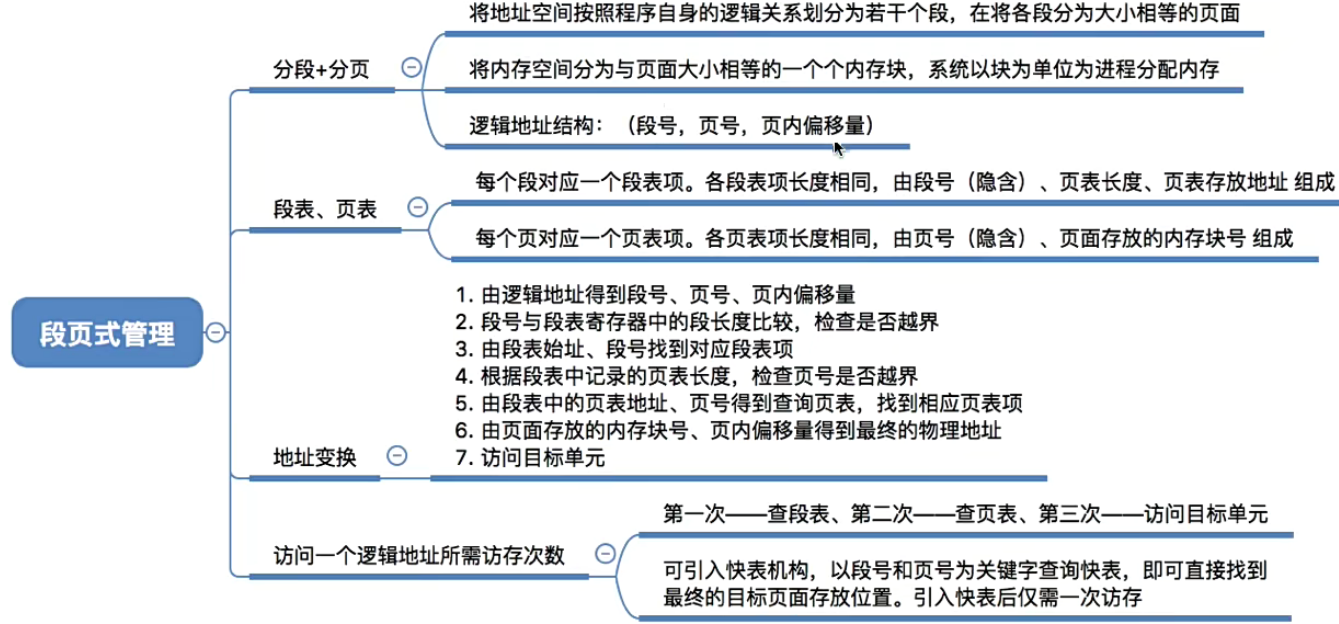 将地址空间按照程序自身的逻辑关系划分为若干个段，在将各段分为大小相等的页面
分段+分页
将内存空间分为与页面大小相等的一个个内存块，系统以块为单位为进程分配内存
逻辑地址结构：（段号，页号，页内偏移量）
每个段对应一个段表项。各段表项长度相同，由段号（隐含）、页表长度、页表存放地址 组成
段表、页表
每个页对应一个页表项。各页表项长度相同，由页号（隐含）、页面存放的内存块号 组成
段页式管理
1. 由逻辑地址得到段号、页号、页内偏移量
2. 段号与段表寄存器中的段长度比较，检查是否越界
3. 由段表始址、段号找到对应段表项
4. 根据段表中记录的页表长度，检查页号是否越界
5. 由段表中的页表地址、页号得到查询页表，找到相应页表项
6. 由页面存放的内存块号、页内偏移量得到最终的物理地址
7. 访问目标单元
地址变换
第一次——查段表、第二次——查页表、第三次——访问目标单元
访问一个逻辑地址所需访存次数
可引入快表机构，以段号和页号为关键字查询快表，即可直接找到
最终的目标页面存放位置。引入快表后仅需一次访存